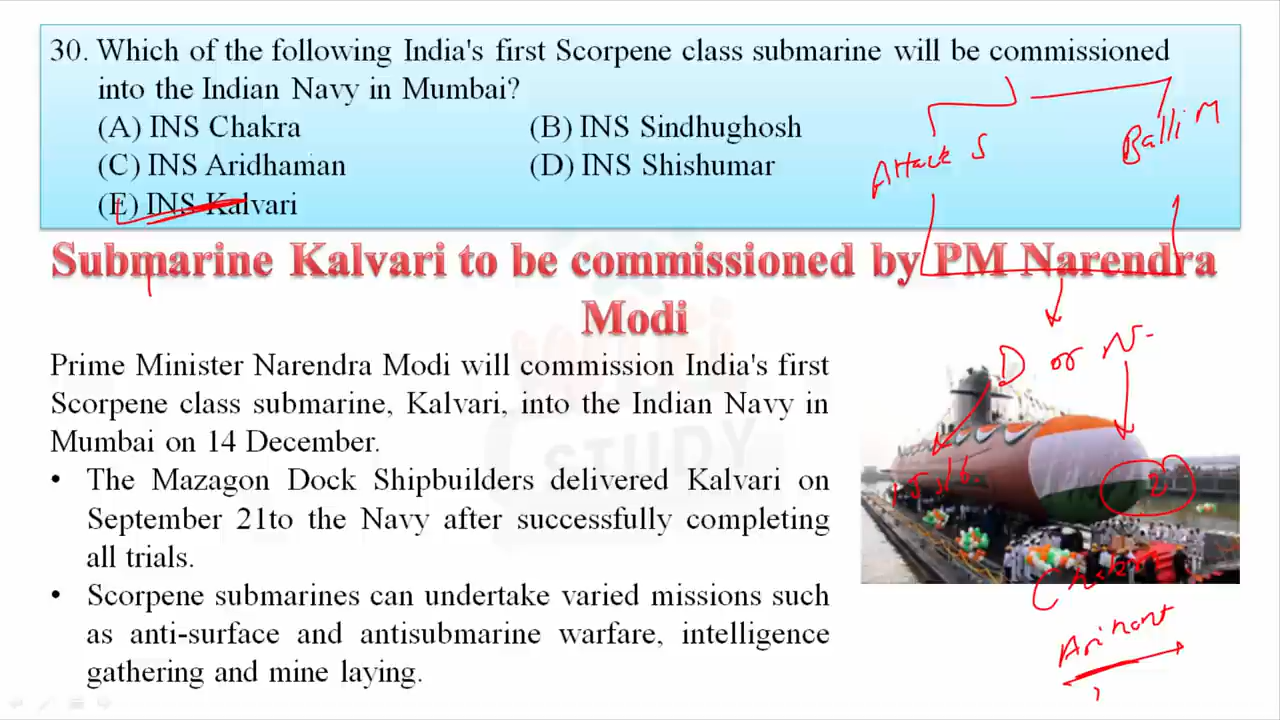 30. Which of the following India's first Scorpene class submarine will be commissioned
into the Indian Navy in Mumbai?
(A) INS Chakra (B) INS Sindhughosh
(C) INS Aridhaman (D) INS Shishumar
(E) INS Kalvari
Attack S
Balli M
Submarine Kalvari to be commissioned by PM Narendra
Modi
D or N-
Prime Minister Narendra Modi will commission India's first
Scorpene class submarine, Kalvari, into the Indian Navy in
Mumbai on 14 December.
• The Mazagon Dock Shipbuilders delivered Kalvari on
September 21to the Navy after successfully completing
all trials.
• Scorpene submarines can undertake varied missions such
as anti-surface and antisubmarine warfare, intelligence
gathering and mine laying.
STUDY
2
Chakra
Arihant